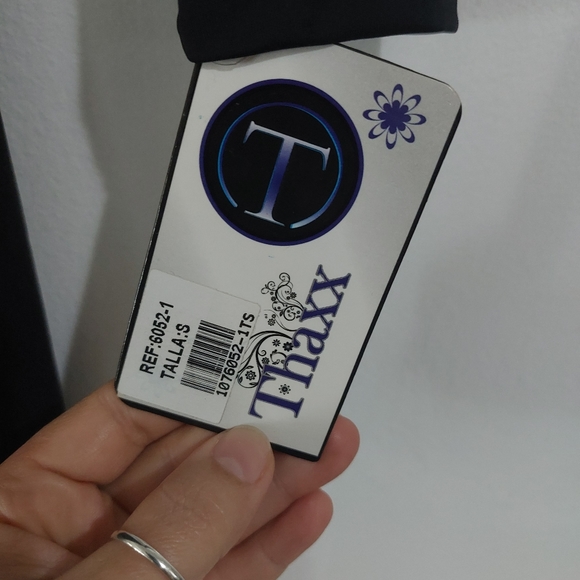 T
Thaxx
REF:6052-1
TALLA:S
1076052-1TS